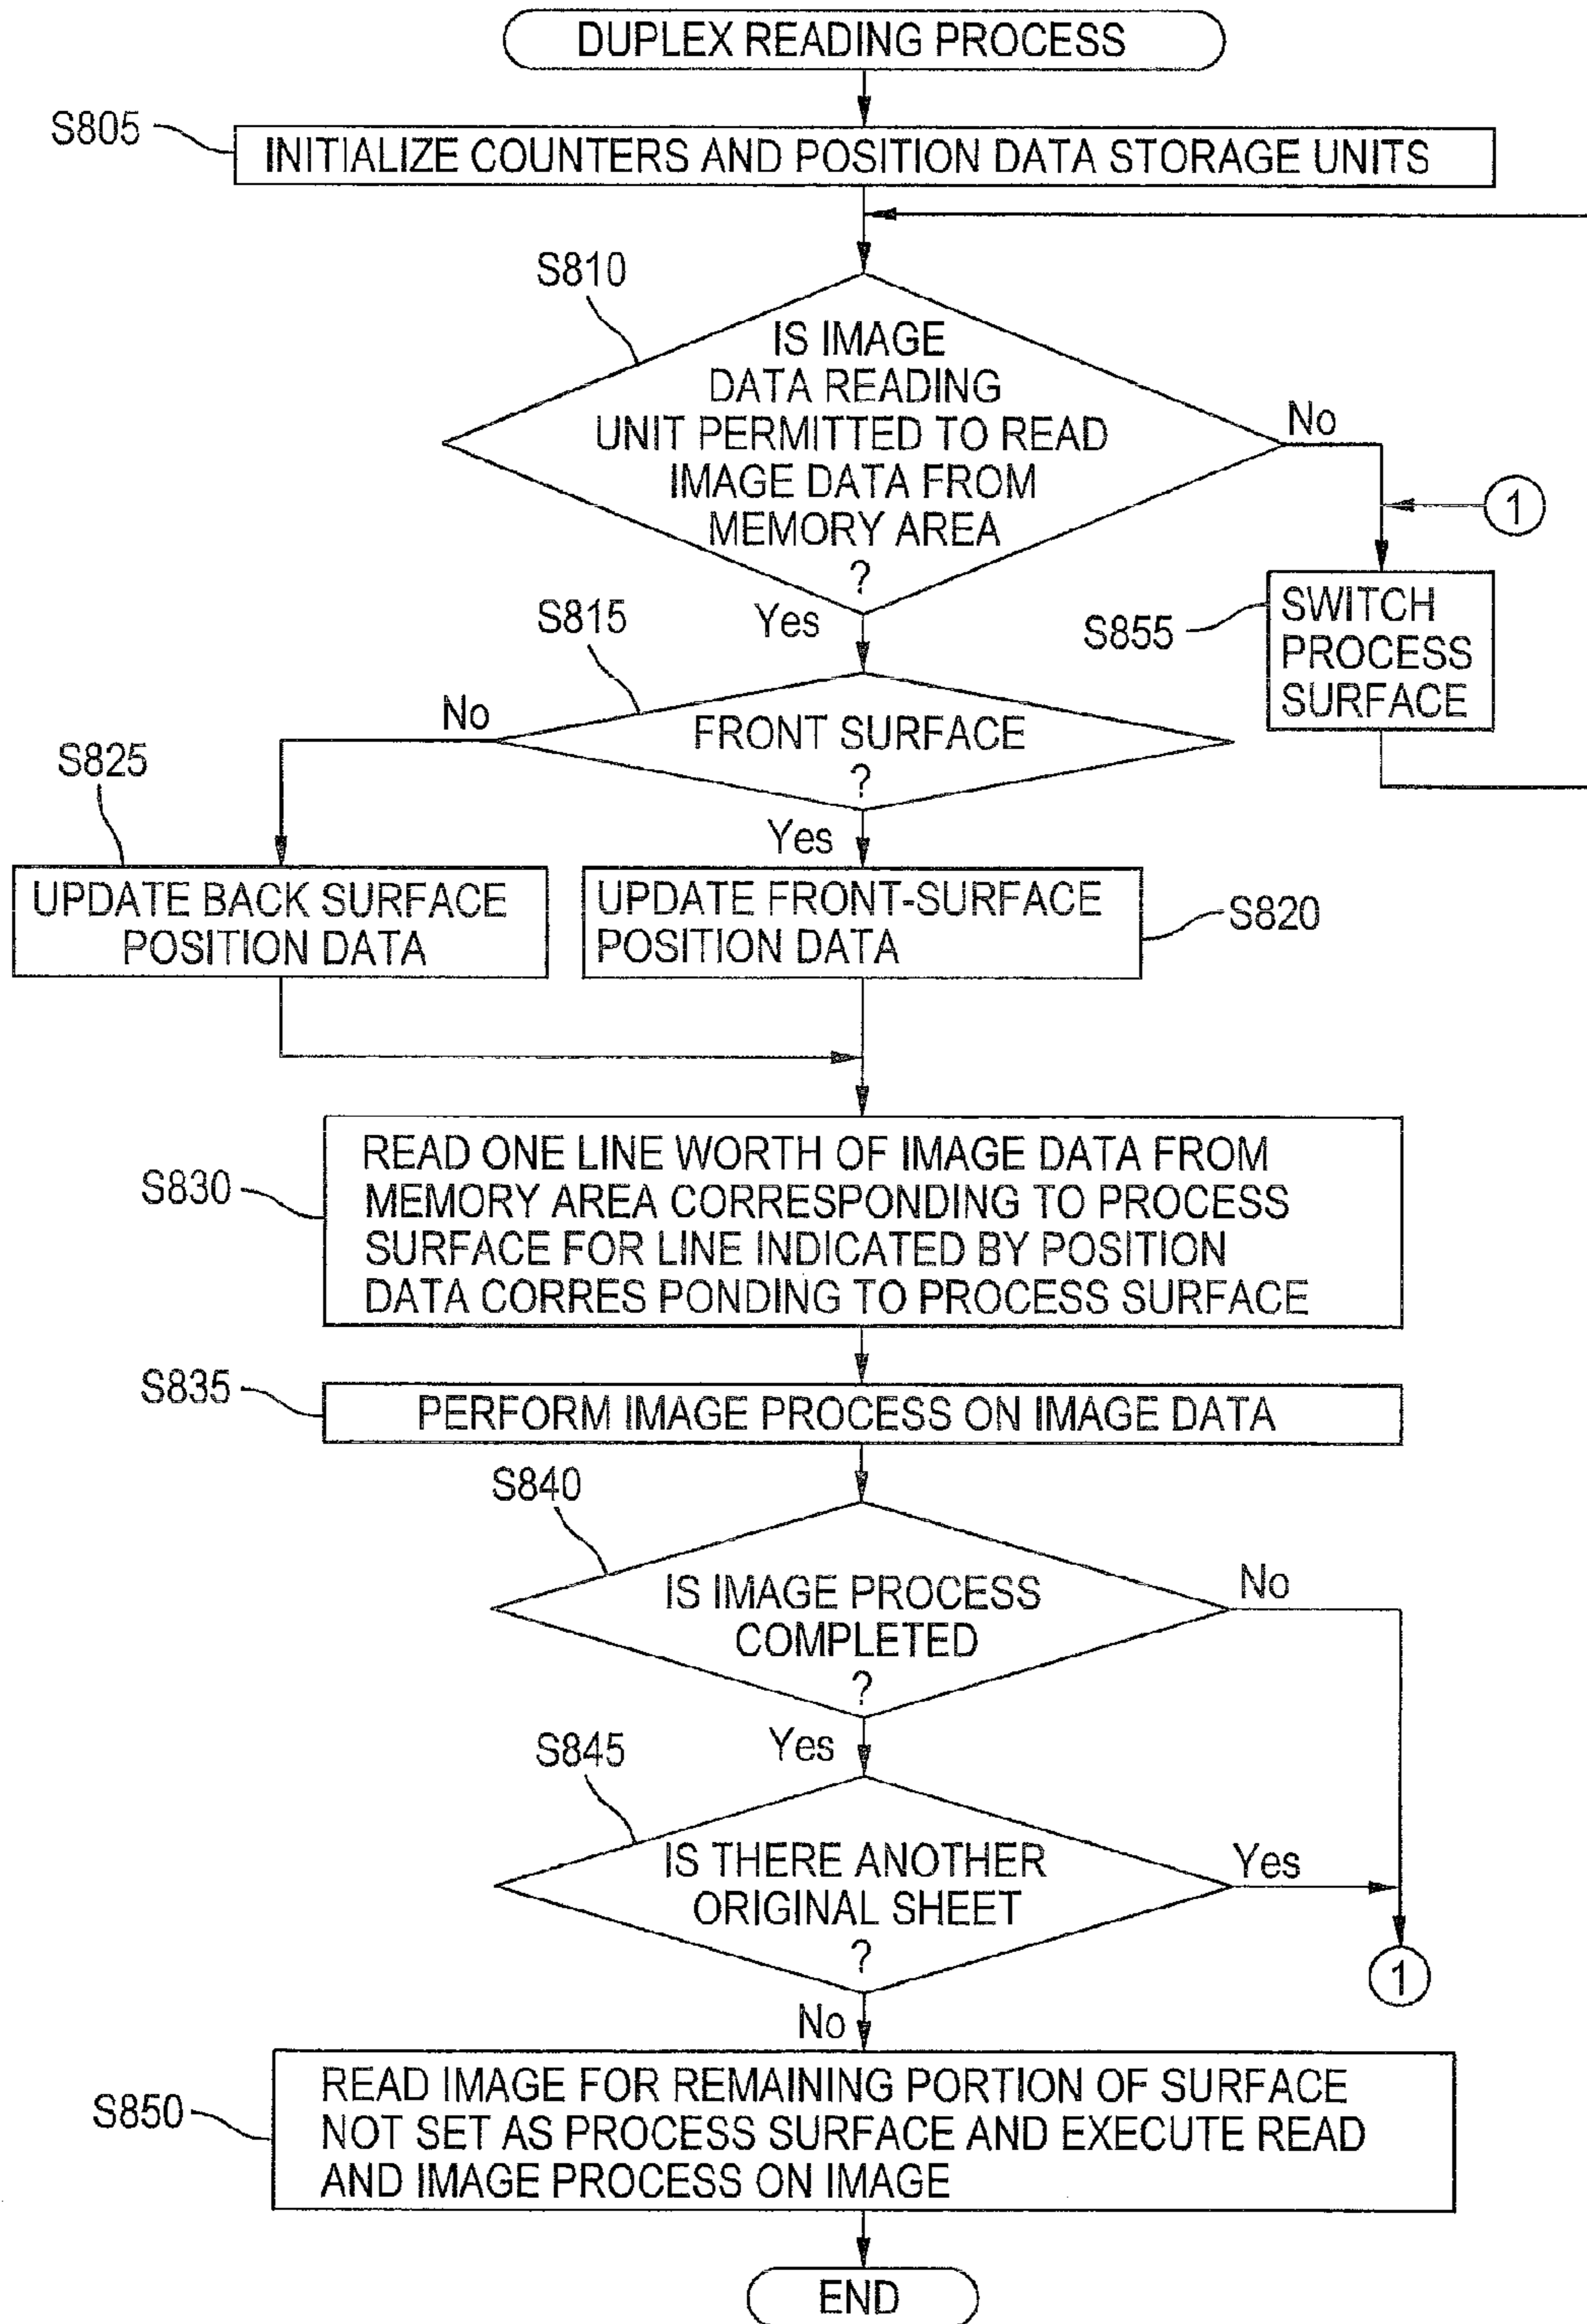 DUPLEX READING PROCESS
S805
INITIALIZE COUNTERS AND POSITION DATA STORAGE UNITS
S810
IS IMAGE
DATA READING
UNIT PERMITTED TO READ
IMAGE DATA FROM
MEMORY AREA
?
No
1
Yes
S855
SWITCH
PROCESS
SURFACE
S815
FRONT SURFACE
?
No
Yes
S825
UPDATE BACK SURFACE
POSITION DATA
UPDATE FRONT-SURFACE
POSITION DATA
S820
S830
READ ONE LINE WORTH OF IMAGE DATA FROM
MEMORY AREA CORRESPONDING TO PROCESS
SURFACE FOR LINE INDICATED BY POSITION
DATA CORRES PONDING TO PROCESS SURFACE
S835
PERFORM IMAGE PROCESS ON IMAGE DATA
S840
IS IMAGE PROCESS
COMPLETED
?
No
Yes
S845
IS THERE ANOTHER
ORIGINAL SHEET
?
Yes
1
No
S850
READ IMAGE FOR REMAINING PORTION OF SURFACE
NOT SET AS PROCESS SURFACE AND EXECUTE READ
AND IMAGE PROCESS ON IMAGE
END